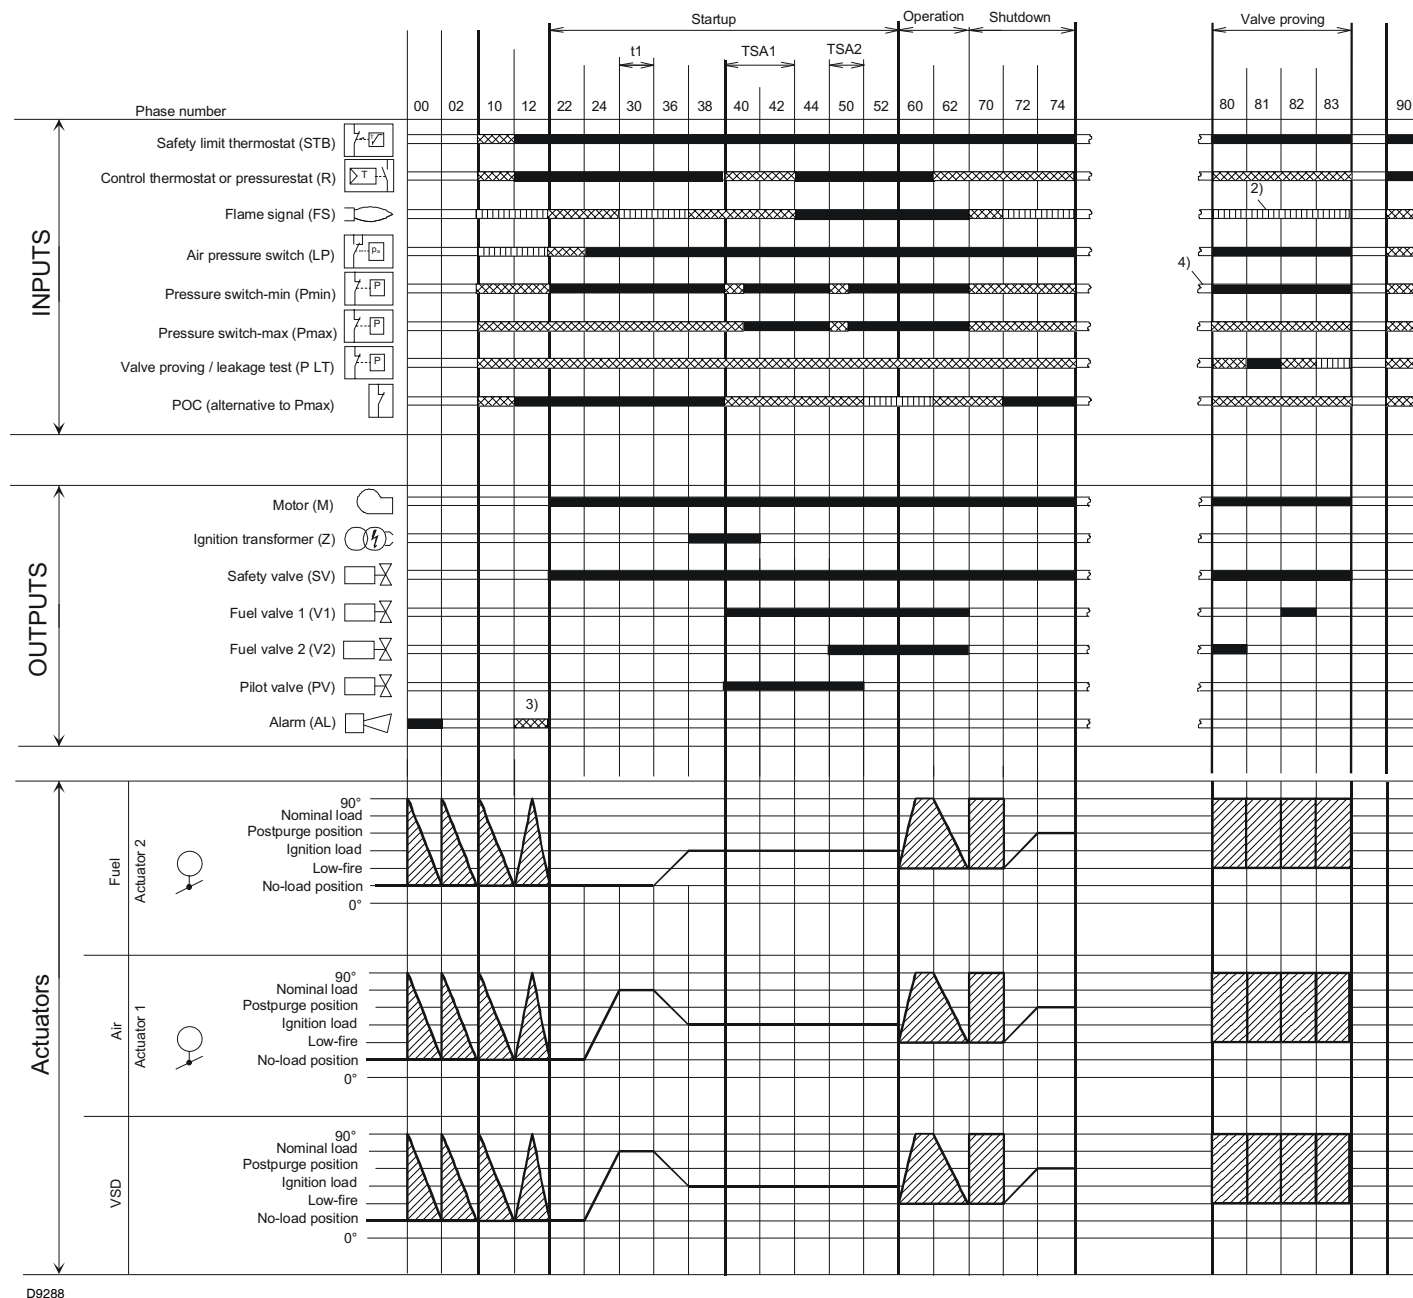 Startup Operation Shutdown Valve proving
t1 TSA1 TSA2
Phase number 00 02 10 12 22 24 30 36 38 40 42 44 50 52 60 62 70 72 74 80 81 82 83 90
INPUTS
Safety limit thermostat (STB)
Control thermostat or pressurestat (R) T
2)
Flame signal (FS)
Air pressure switch (LP)
4)
Pressure switch-min (Pmin) P
Pressure switch-max (Pmax) P
Valve proving / leakage test (P LT) P
POC (alternative to Pmax)
OUTPUTS
Motor (M)
Ignition transformer (Z)
Safety valve (SV)
Fuel valve 1 (V1)
Fuel valve 2 (V2)
Pilot valve (PV)
3)
Alarm (AL)
Actuators
Fuel
Actuator 2
90°
Nominal load
Postpurge position
Ignition load
Low-fire
No-load position
0°
Air
Actuator 1
90°
Nominal load
Postpurge position
Ignition load
Low-fire
No-load position
0°
VSD
90°
Nominal load
Postpurge position
Ignition load
Low-fire
No-load position
0°
D9288